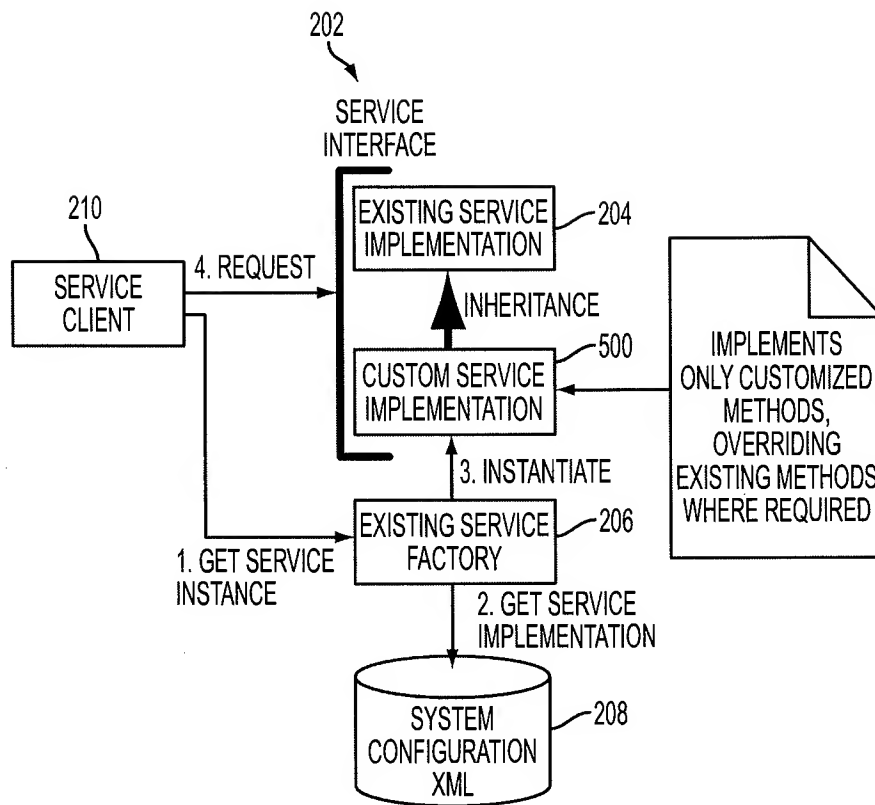 202
SERVICE
INTERFACE
210
EXISTING SERVICE
IMPLEMENTATION
204
4. REQUEST
SERVICE
CLIENT
INHERITANCE
500
CUSTOM SERVICE
IMPLEMENTATION
IMPLEMENTS
ONLY CUSTOMIZED
METHODS,
OVERRIDING
EXISTING METHODS
WHERE REQUIRED
3. INSTANTIATE
EXISTING SERVICE
FACTORY
206
1. GET SERVICE
INSTANCE
2. GET SERVICE
IMPLEMENTATION
SYSTEM
CONFIGURATION
XML
208